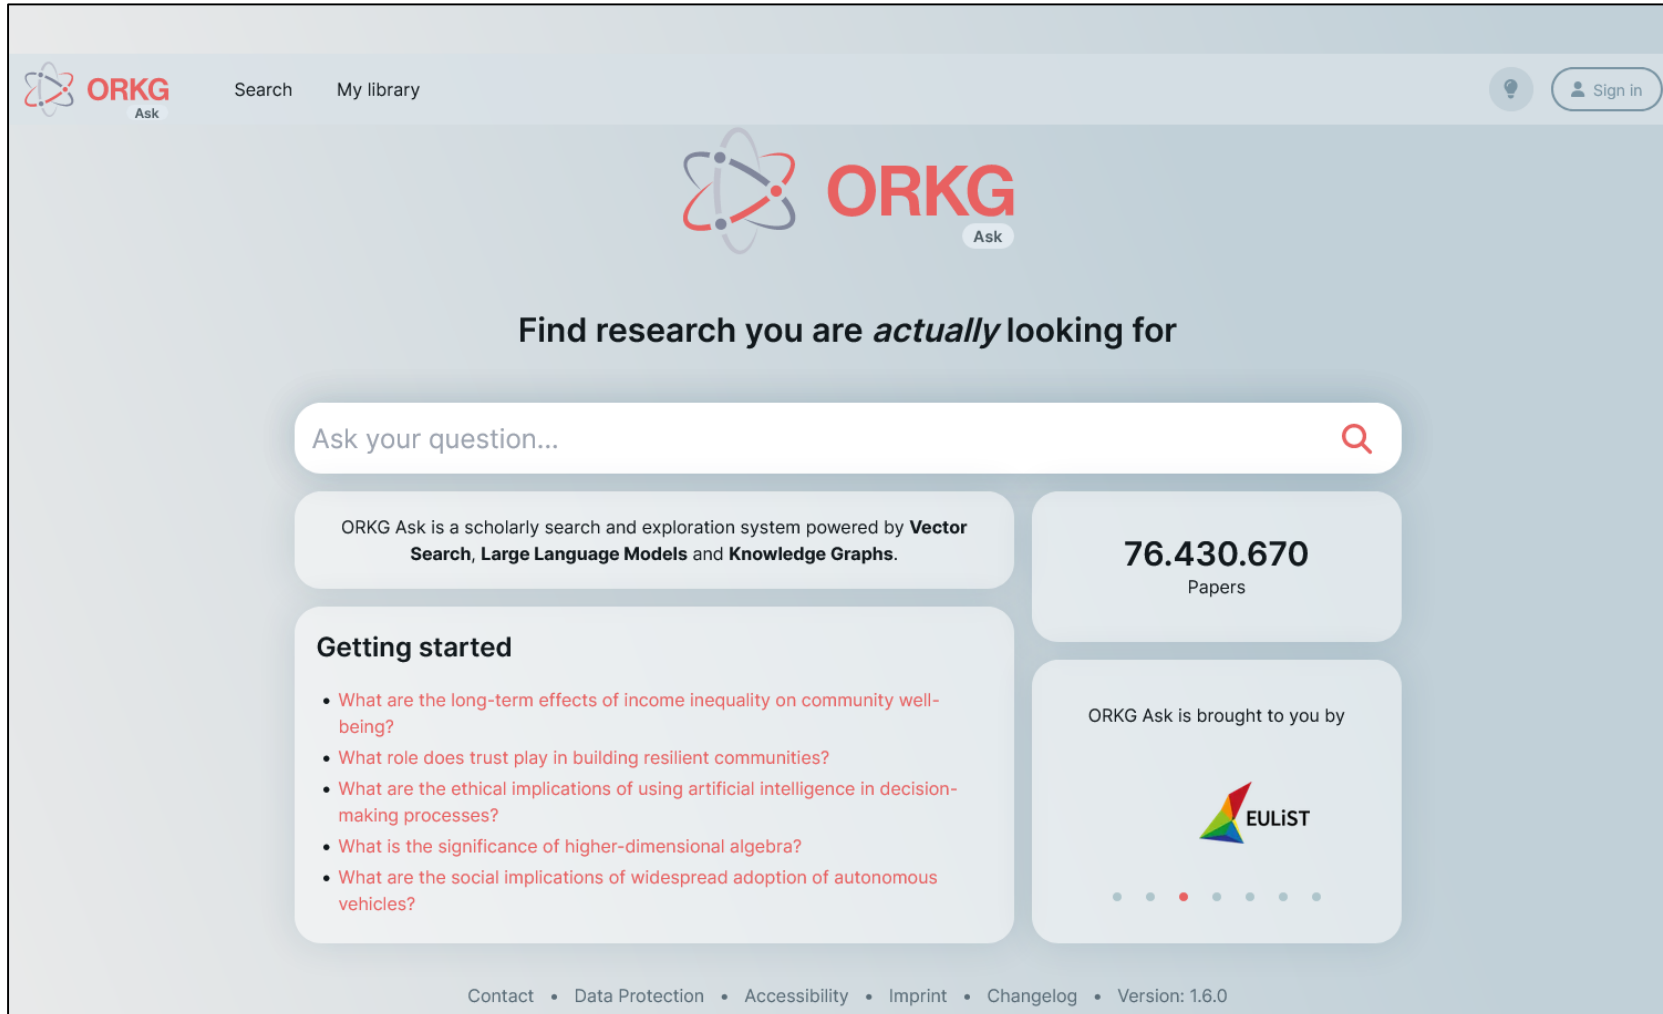 ORKG
Ask
Search
My library
Sign in
ORKG
Ask
Find research you are actually looking for
Ask your question...
ORKG Ask is a scholarly search and exploration system powered by Vector
Search, Large Language Models and Knowledge Graphs.
76.430.670
Papers
Getting started
• What are the long-term effects of income inequality on community well-
being?
• What role does trust play in building resilient communities?
• What are the ethical implications of using artificial intelligence in decision-
making processes?
• What is the significance of higher-dimensional algebra?
• What are the social implications of widespread adoption of autonomous
vehicles?
ORKG Ask is brought to you by
EULiST
Contact • Data Protection • Accessibility • Imprint • Changelog • Version: 1.6.0